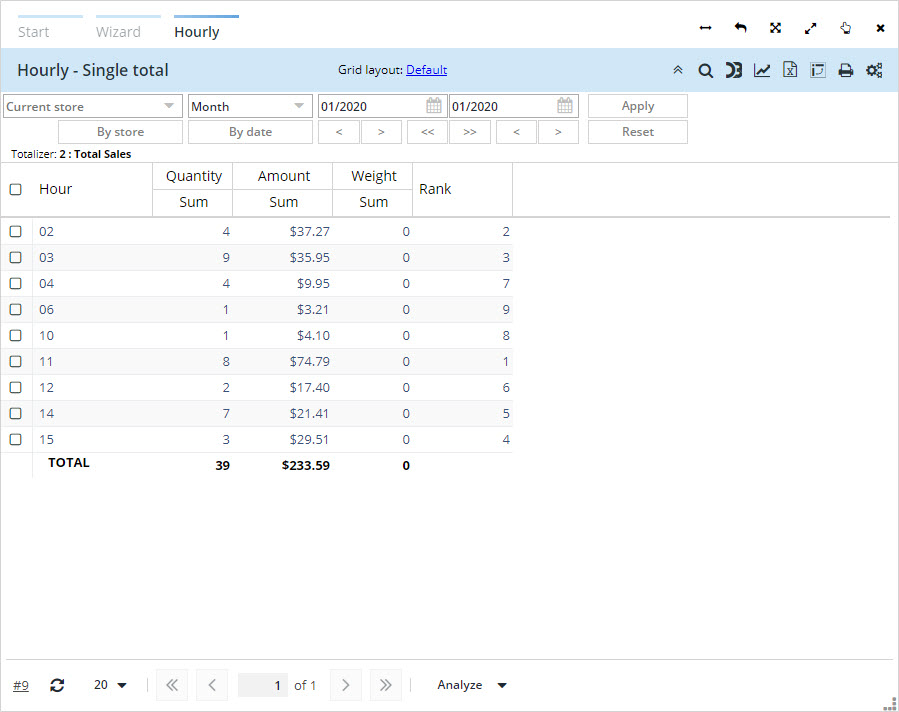 Start Wizard Hourly
Hourly - Single total Grid layout: Default
Current store Month 01/2020 01/2020 Apply
By store By date < > << >> < > Reset
Totalizer: 2 : Total Sales
Quantity Amount Weight
Hour Rank
Sum Sum Sum
02 4 $37.27 0 2
03 9 $35.95 0 3
04 4 $9.95 0 7
06 1 $3.21 0 9
10 1 $4.10 0 8
11 8 $74.79 0 1
12 2 $17.40 0 6
14 7 $21.41 0 5
15 3 $29.51 0 4
TOTAL 39 $233.59 0
#9 20 1 of 1 Analyze